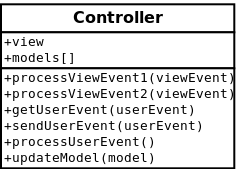 Controller
+view
+models[]
+processViewEvent1(viewEvent)
+processViewEvent2(viewEvent)
+getUserEvent(userEvent)
+sendUserEvent(userEvent)
+processUserEvent()
+updateModel(model)